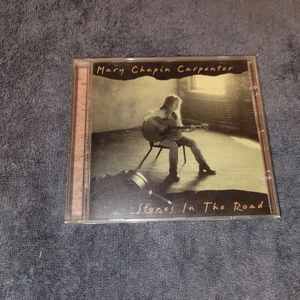 Mary Chapin Carpenter
Stones In The Road